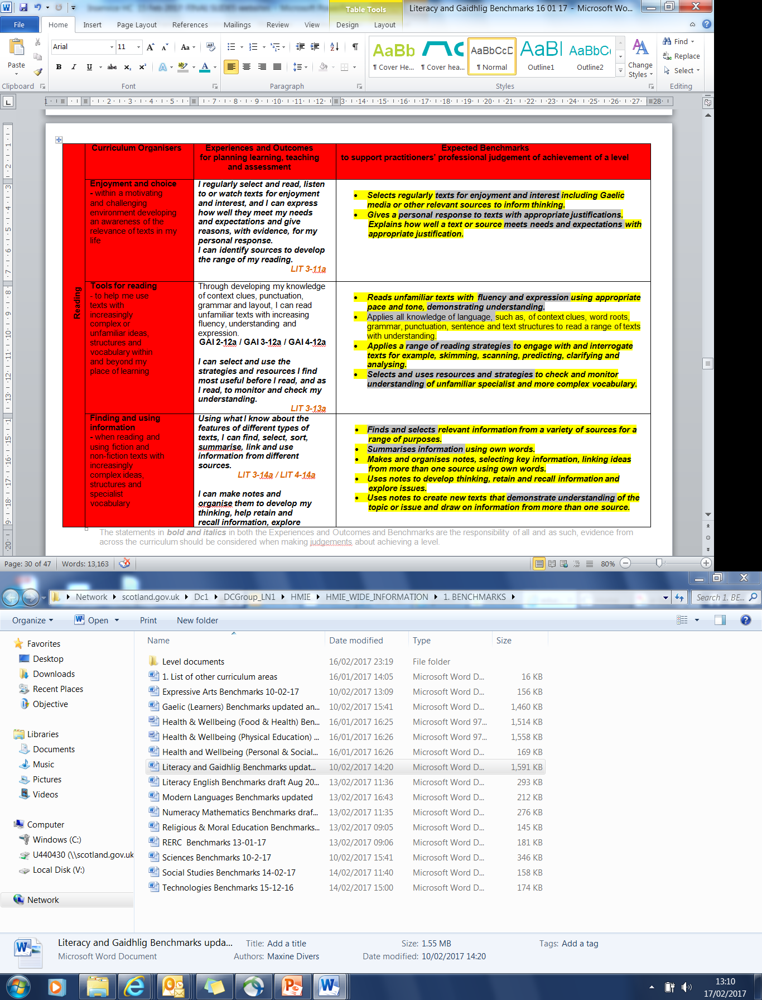 Table Tools
Literacy and Gaidhlig Benchmarks 16 01 17 - Microsoft Wo...
File Home Insert Page Layout References Mailings Review View Design Layout
Paste
Arial 11
Aa
B I U abc x₂ x²
AaBb AaBbCcD AaBl AaBbC
¶ Cover He... ¶ Cover hea... ¶ Normal Outline1 Outline2
Change
Styles
Find
Replace
Select
Clipboard Font Paragraph Styles Editing
Curriculum Organisers
Experiences and Outcomes
for planning learning, teaching
and assessment
Expected Benchmarks
to support practitioners' professional judgement of achievement of a level
Reading
Enjoyment and choice
- within a motivating
and challenging
environment developing
an awareness of the
relevance of texts in my
life
I regularly select and read, listen
to or watch texts for enjoyment
and interest, and I can express
how well they meet my needs
and expectations and give
reasons, with evidence, for my
personal response.
I can identify sources to develop
the range of my reading.
LIT 3-11a
• Selects regularly texts for enjoyment and interest including Gaelic
media or other relevant sources to inform thinking.
• Gives a personal response to texts with appropriate justifications.
Explains how well a text or source meets needs and expectations with
appropriate justification.
Tools for reading
- to help me use
texts with
increasingly
complex or
unfamiliar ideas,
structures and
vocabulary within
and beyond my
place of learning
Through developing my knowledge
of context clues, punctuation,
grammar and layout, I can read
unfamiliar texts with increasing
fluency, understanding and
expression.
GAI 2-12a / GAI 3-12a / GAI 4-12a
I can select and use the
strategies and resources I find
most useful before I read, and as
I read, to monitor and check my
understanding.
LIT 3-13a
• Reads unfamiliar texts with fluency and expression using appropriate
pace and tone, demonstrating understanding.
• Applies all knowledge of language, such as, of context clues, word roots,
grammar, punctuation, sentence and text structures to read a range of texts
with understanding.
• Applies a range of reading strategies to engage with and interrogate
texts for example, skimming, scanning, predicting, clarifying and
analysing.
• Selects and uses resources and strategies to check and monitor
understanding of unfamiliar specialist and more complex vocabulary.
Finding and using
information
- when reading and
using fiction and
non-fiction texts with
increasingly
complex ideas,
structures and
specialist
vocabulary
Using what I know about the
features of different types of
texts, I can find, select, sort,
summarise, link and use
information from different
sources.
LIT 3-14a / LIT 4-14a
I can make notes and
organise them to develop my
thinking, help retain and
recall information, explore
• Finds and selects relevant information from a variety of sources for a
range of purposes.
• Summarises information using own words.
• Makes and organises notes, selecting key information, linking ideas
from more than one source using own words.
• Uses notes to develop thinking, retain and recall information and
explore issues.
• Uses notes to create new texts that demonstrate understanding of the
topic or issue and draw on information from more than one source.
The statements in bold and italics in both the Experiences and Outcomes and Benchmarks are the responsibility of all and as such, evidence from
across the curriculum should be considered when making judgements about achieving a level.
Page: 30 of 47 Words: 13,163 80%
Network scotland.gov.uk Dc1 DCGroup_LN1 HMIE HMIE_WIDE_INFORMATION 1. BENCHMARKS Search 1. BE...
Organize Open Print New folder
Name Date modified Type Size
Favorites
Desktop
Downloads
Recent Places
Objective
Libraries
Documents
Music
Pictures
Videos
Computer
Windows (C:)
U440430 (\\scotland.gov.uk
Local Disk (V:)
Network
Level documents 16/02/2017 23:19 File folder
1. List of other curriculum areas 16/01/2017 14:05 Microsoft Word D... 16 KB
Expressive Arts Benchmarks 10-02-17 10/02/2017 13:09 Microsoft Word D... 156 KB
Gaelic (Learners) Benchmarks updated an... 10/02/2017 15:41 Microsoft Word D... 1,460 KB
Health & Wellbeing (Food & Health) Ben... 16/01/2017 16:25 Microsoft Word 97... 1,514 KB
Health & Wellbeing (Physical Education) ... 16/01/2017 16:26 Microsoft Word 97... 1,558 KB
Health and Wellbeing (Personal & Social... 16/01/2017 16:26 Microsoft Word D... 169 KB
Literacy and Gaidhlig Benchmarks updat... 10/02/2017 14:20 Microsoft Word D... 1,591 KB
Literacy English Benchmarks draft Aug 20... 13/02/2017 11:36 Microsoft Word D... 293 KB
Modern Languages Benchmarks updated 13/02/2017 16:43 Microsoft Word D... 212 KB
Numeracy Mathematics Benchmarks draf... 13/02/2017 11:35 Microsoft Word D... 276 KB
Religious & Moral Education Benchmarks... 13/02/2017 09:05 Microsoft Word D... 145 KB
RERC Benchmarks 13-01-17 13/02/2017 09:06 Microsoft Word D... 181 KB
Sciences Benchmarks 10-2-17 10/02/2017 15:41 Microsoft Word D... 346 KB
Social Studies Benchmarks 14-02-17 14/02/2017 11:40 Microsoft Word D... 158 KB
Technologies Benchmarks 15-12-16 14/02/2017 15:00 Microsoft Word D... 174 KB
Literacy and Gaidhlig Benchmarks upda... Title: Add a title Size: 1.55 MB Tags: Add a tag
Microsoft Word Document Authors: Maxine Divers Date modified: 10/02/2017 14:20
13:10
17/02/2017